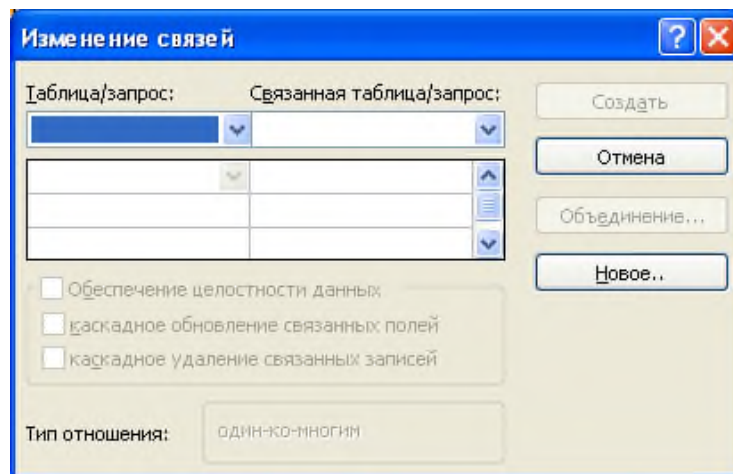 Изменение связей
Таблица/запрос: Связанная таблица/запрос:
Создать
Отмена
Объединение...
Новое..
Обеспечение целостности данных
каскадное обновление связанных полей
каскадное удаление связанных записей
Тип отношения: один-ко-многим